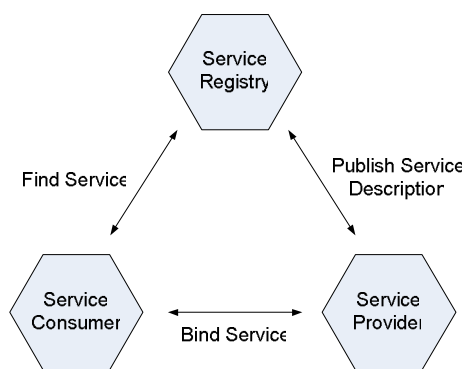 Service
Registry
Find Service
Publish Service
Description
Service
Consumer
Service
Provider
Bind Service